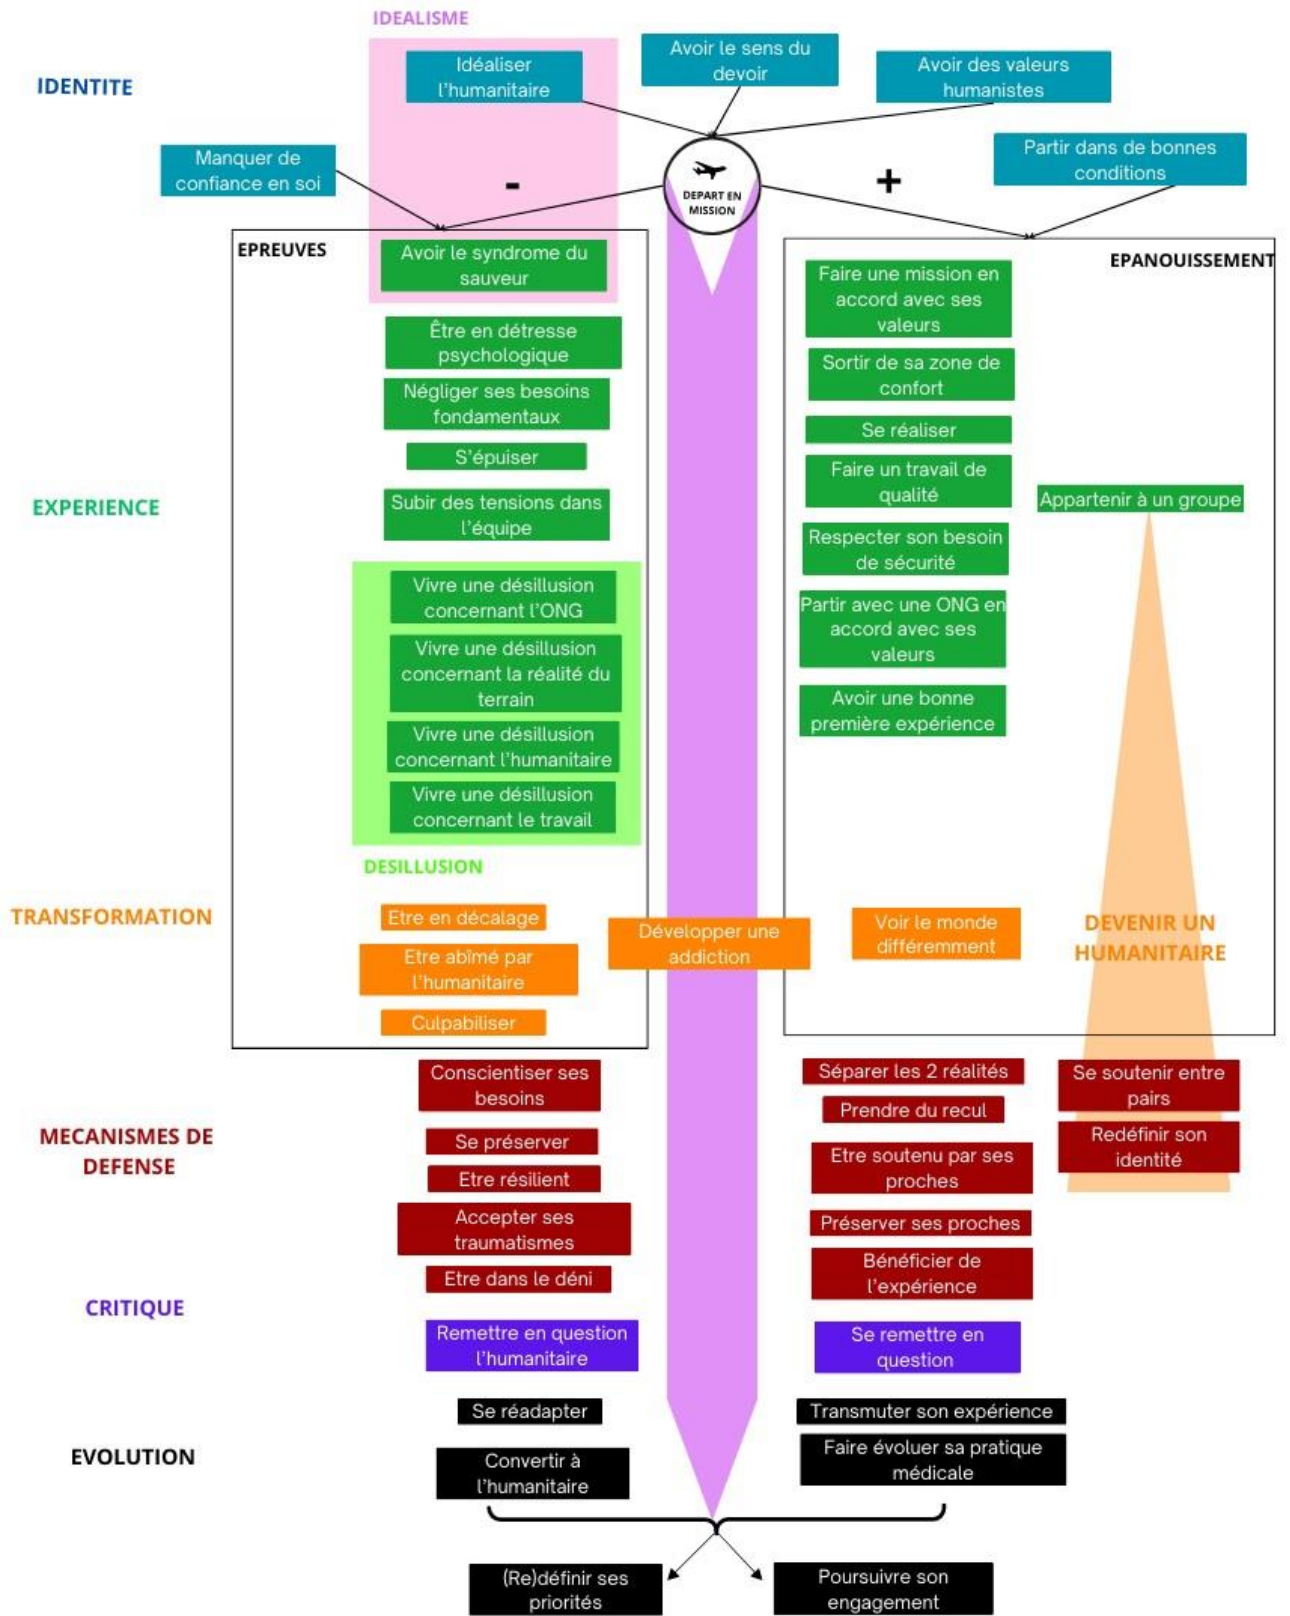 IDEALISME
IDENTITE
Idéaliser
l'humanitaire
Avoir le sens du
devoir
Avoir des valeurs
humanistes
Manquer de
confiance en soi
-
DEPART EN
MISSION
+
Partir dans de bonnes
conditions
EPREUVES
Avoir le syndrome du
sauveur
Être en détresse
psychologique
Négliger ses besoins
fondamentaux
S'épuiser
Subir des tensions dans
l'équipe
EXPERIENCE
Vivre une désillusion
concernant l'ONG
Vivre une désillusion
concernant la réalité du
terrain
Vivre une désillusion
concernant l'humanitaire
Vivre une désillusion
concernant le travail
DESILLUSION
EPANOUISSEMENT
Faire une mission en
accord avec ses
valeurs
Sortir de sa zone de
confort
Se réaliser
Faire un travail de
qualité
Appartenir à un groupe
Respecter son besoin
de sécurité
Partir avec une ONG en
accord avec ses
valeurs
Avoir une bonne
première expérience
TRANSFORMATION
Etre en décalage
Etre abîmé par
l'humanitaire
Culpabiliser
Développer une
addiction
Voir le monde
différemment
DEVENIR UN
HUMANITAIRE
MECANISMES DE
DEFENSE
Conscientiser ses
besoins
Se préserver
Etre résilient
Accepter ses
traumatismes
Etre dans le déni
Séparer les 2 réalités
Prendre du recul
Etre soutenu par ses
proches
Préserver ses proches
Bénéficier de
l'expérience
Se soutenir entre
pairs
Redéfinir son
identité
CRITIQUE
Remettre en question
l'humanitaire
Se remettre en
question
EVOLUTION
Se réadapter
Convertir à
l'humanitaire
Transmuter son expérience
Faire évoluer sa pratique
médicale
(Re)définir ses
priorités
Poursuivre son
engagement